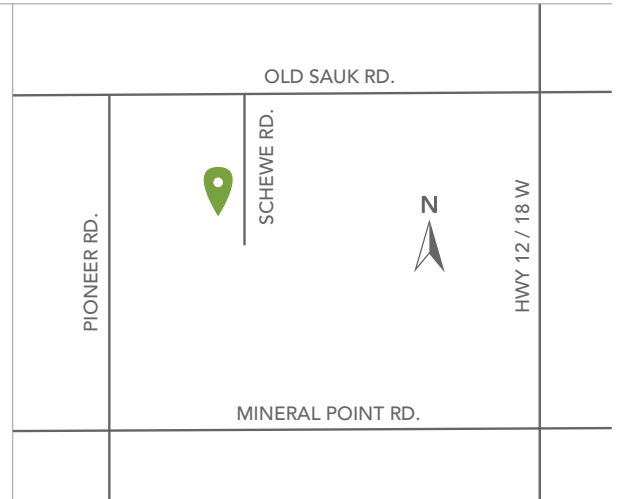 OLD SAUK RD.
SCHEWE RD.
PIONEER RD.
N
HWY 12 / 18 W
MINERAL POINT RD.